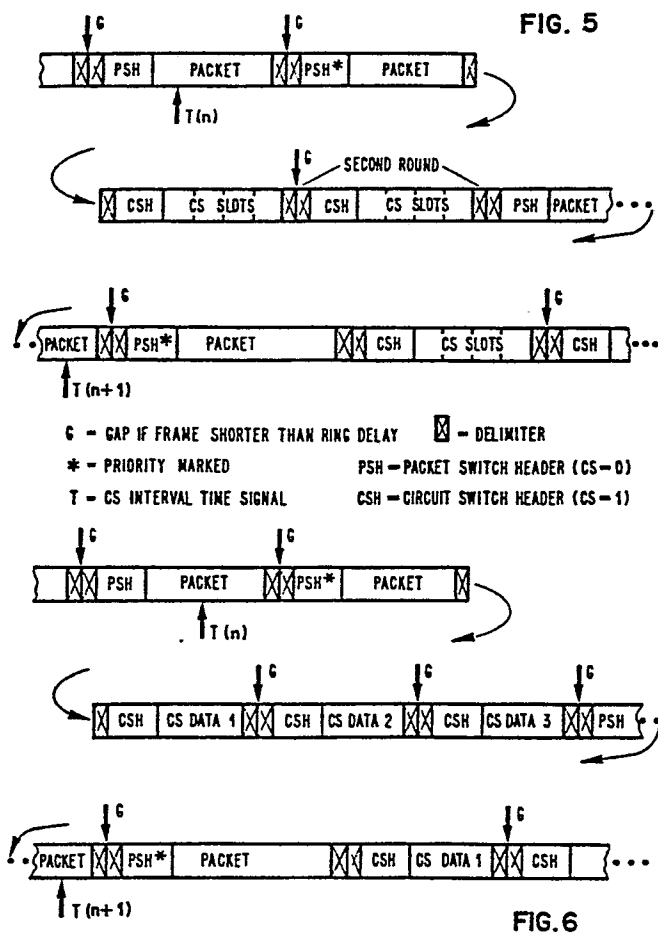 FIG. 5
G G
PSH PACKET PSH* PACKET
T(n)
G SECOND ROUND
CSH CS SLOTS CSH CS SLOTS PSH PACKET
G G
PACKET PSH* PACKET CSH CS SLOTS CSH
T(n+1)
G - GAP IF FRAME SHORTER THAN RING DELAY - DELIMITER
* - PRIORITY MARKED PSH - PACKET SWITCH HEADER (CS-0)
T - CS INTERVAL TIME SIGNAL CSH - CIRCUIT SWITCH HEADER (CS-1)
G G
PSH PACKET PSH* PACKET
T(n)
G G G
CSH CS DATA 1 CSH CS DATA 2 CSH CS DATA 3 PSH
G G
PACKET PSH* PACKET CSH CS DATA 1 CSH
T(n+1)
FIG. 6